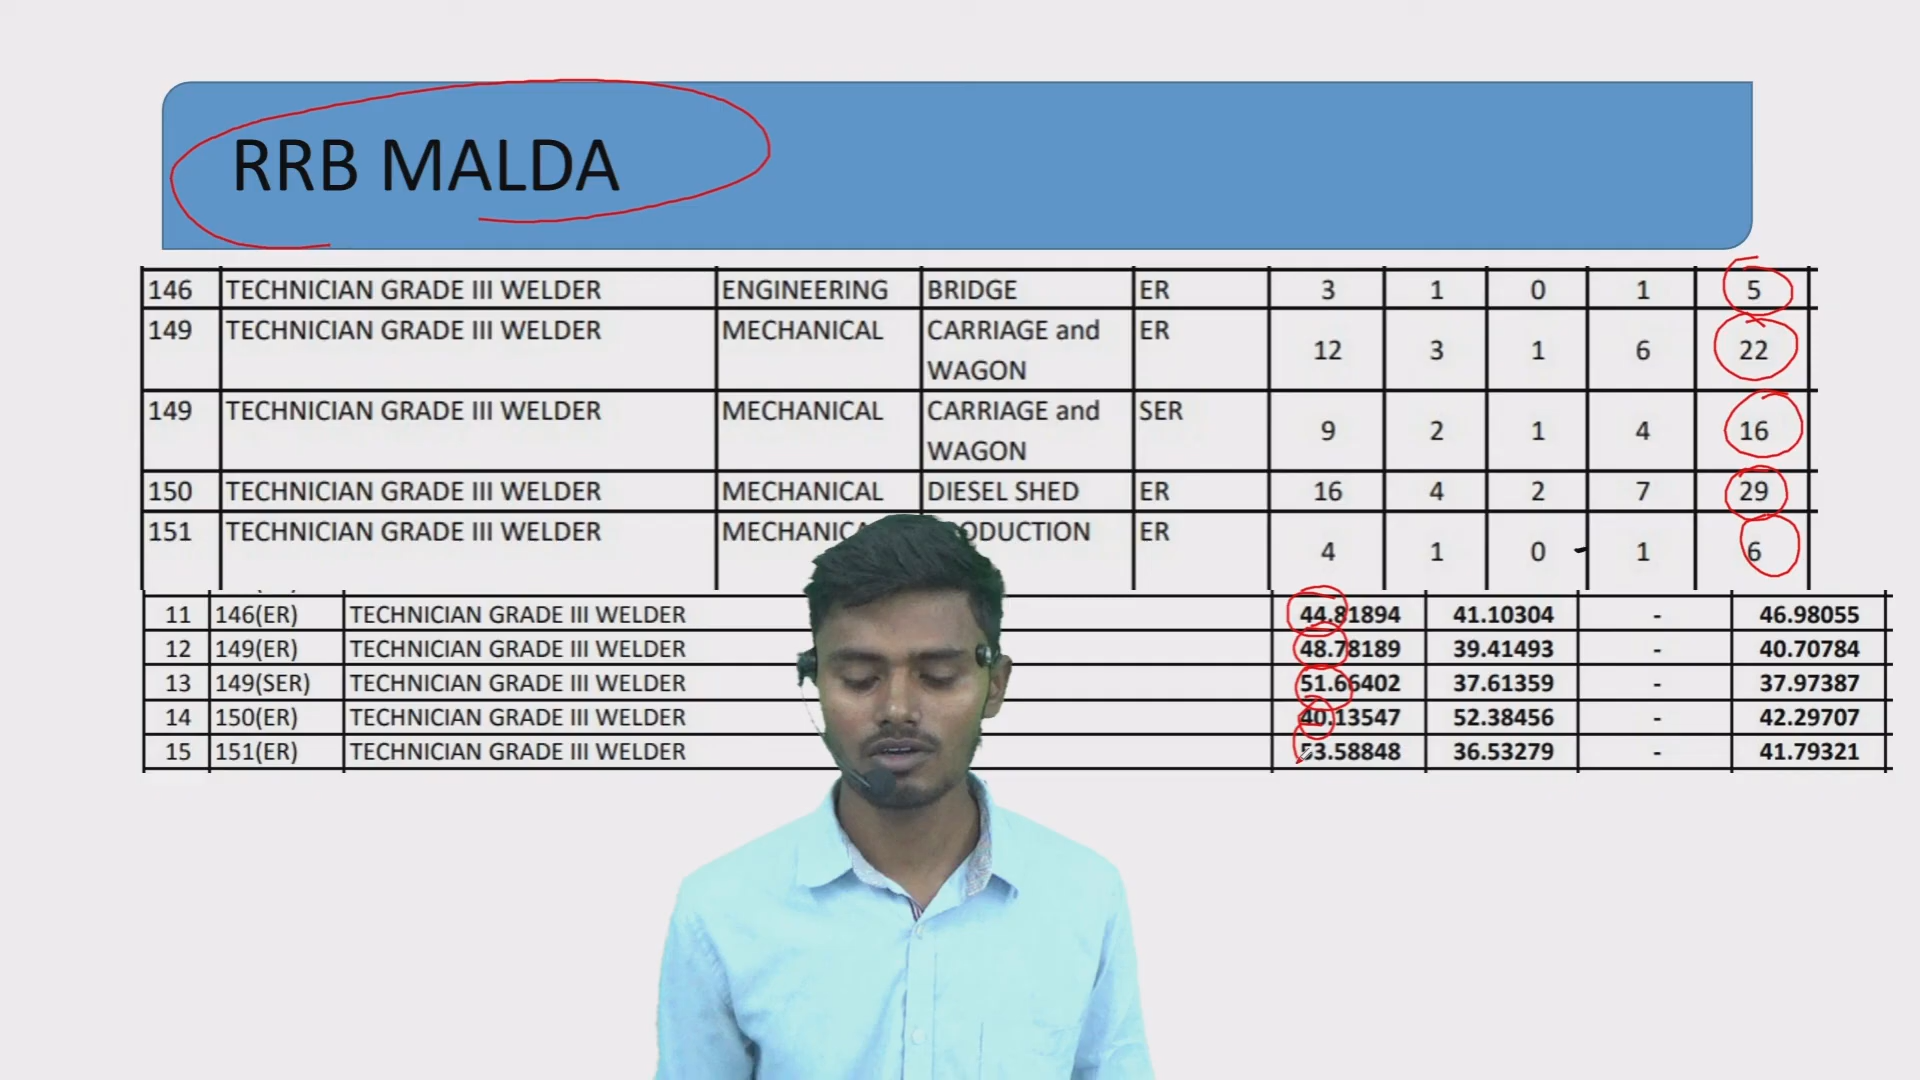 RRB MALDA
146 TECHNICIAN GRADE III WELDER ENGINEERING BRIDGE ER 3 1 0 1 5
149 TECHNICIAN GRADE III WELDER MECHANICAL CARRIAGE and WAGON ER 12 3 1 6 22
149 TECHNICIAN GRADE III WELDER MECHANICAL CARRIAGE and WAGON SER 9 2 1 4 16
150 TECHNICIAN GRADE III WELDER MECHANICAL DIESEL SHED ER 16 4 2 7 29
151 TECHNICIAN GRADE III WELDER ER 4 1 0 - 1 6
11 146(ER) TECHNICIAN GRADE III WELDER 44.81894 41.10304 - 46.98055
12 149(ER) TECHNICIAN GRADE III WELDER 48.78189 39.41493 - 40.70784
13 149(SER) TECHNICIAN GRADE III WELDER 51.66402 37.61359 - 37.97387
14 150(ER) TECHNICIAN GRADE III WELDER 40.13547 52.38456 - 42.29707
15 151(ER) TECHNICIAN GRADE III WELDER 53.58848 36.53279 - 41.79321